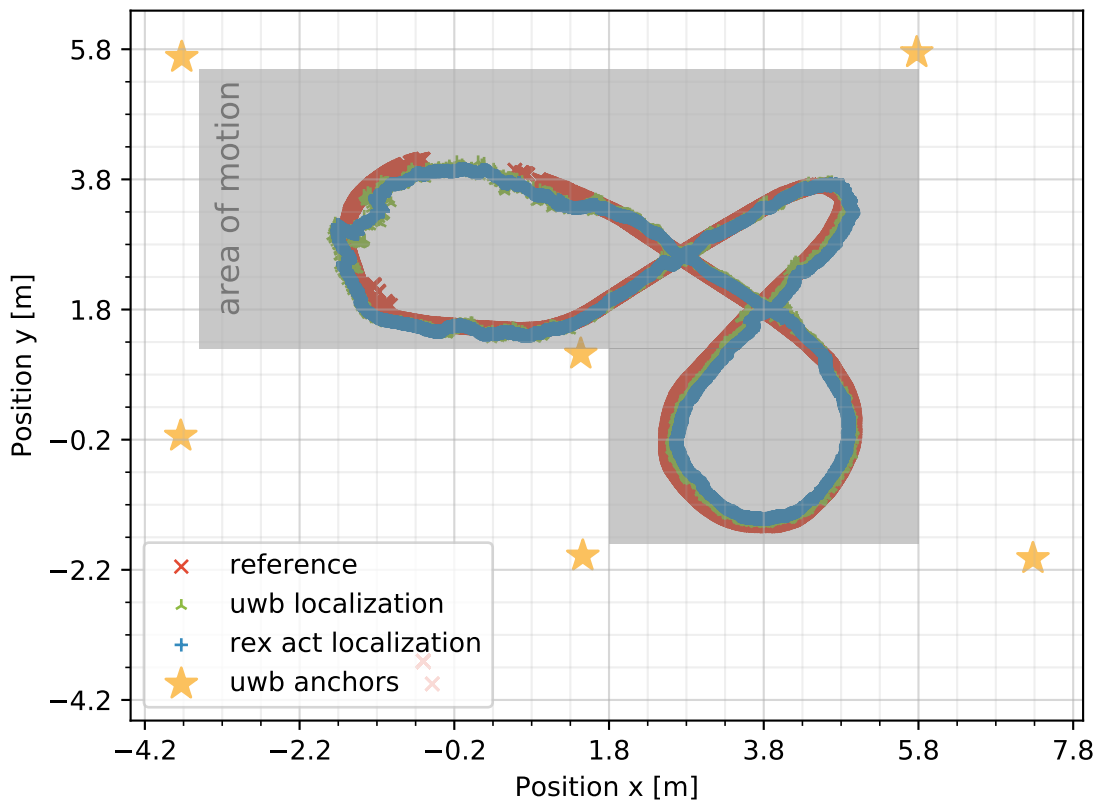 5.8
3.8
1.8
−0.2
−2.2
−4.2
Position y [m]
area of motion
reference
uwb localization
rex act localization
uwb anchors
−4.2 −2.2 −0.2 1.8 3.8 5.8 7.8
Position x [m]